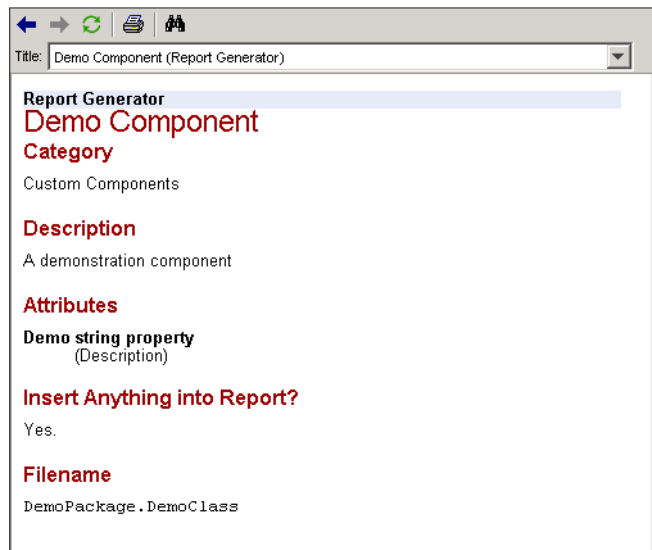 Title: Demo Component (Report Generator)
Report Generator
Demo Component
Category
Custom Components
Description
A demonstration component
Attributes
Demo string property
(Description)
Insert Anything into Report?
Yes.
Filename
DemoPackage.DemoClass